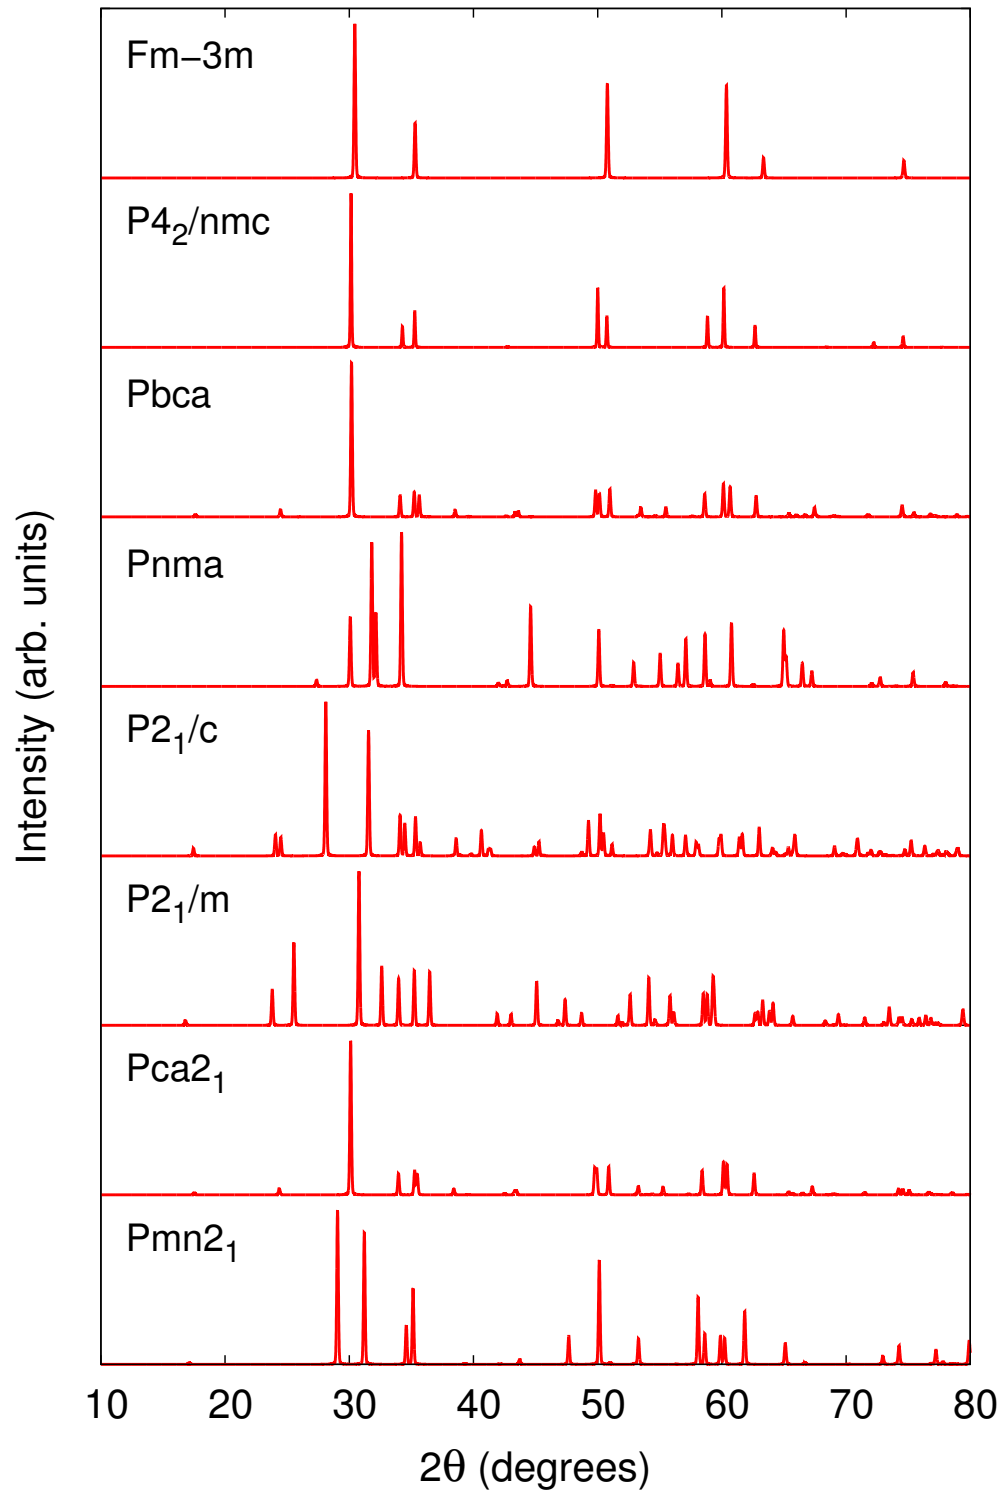 Fm−3m
P4₂/nmc
Pbca
Pnma
P2₁/c
P2₁/m
Pca2₁
Pmn2₁
Intensity (arb. units)
10 20 30 40 50 60 70 80
2θ (degrees)